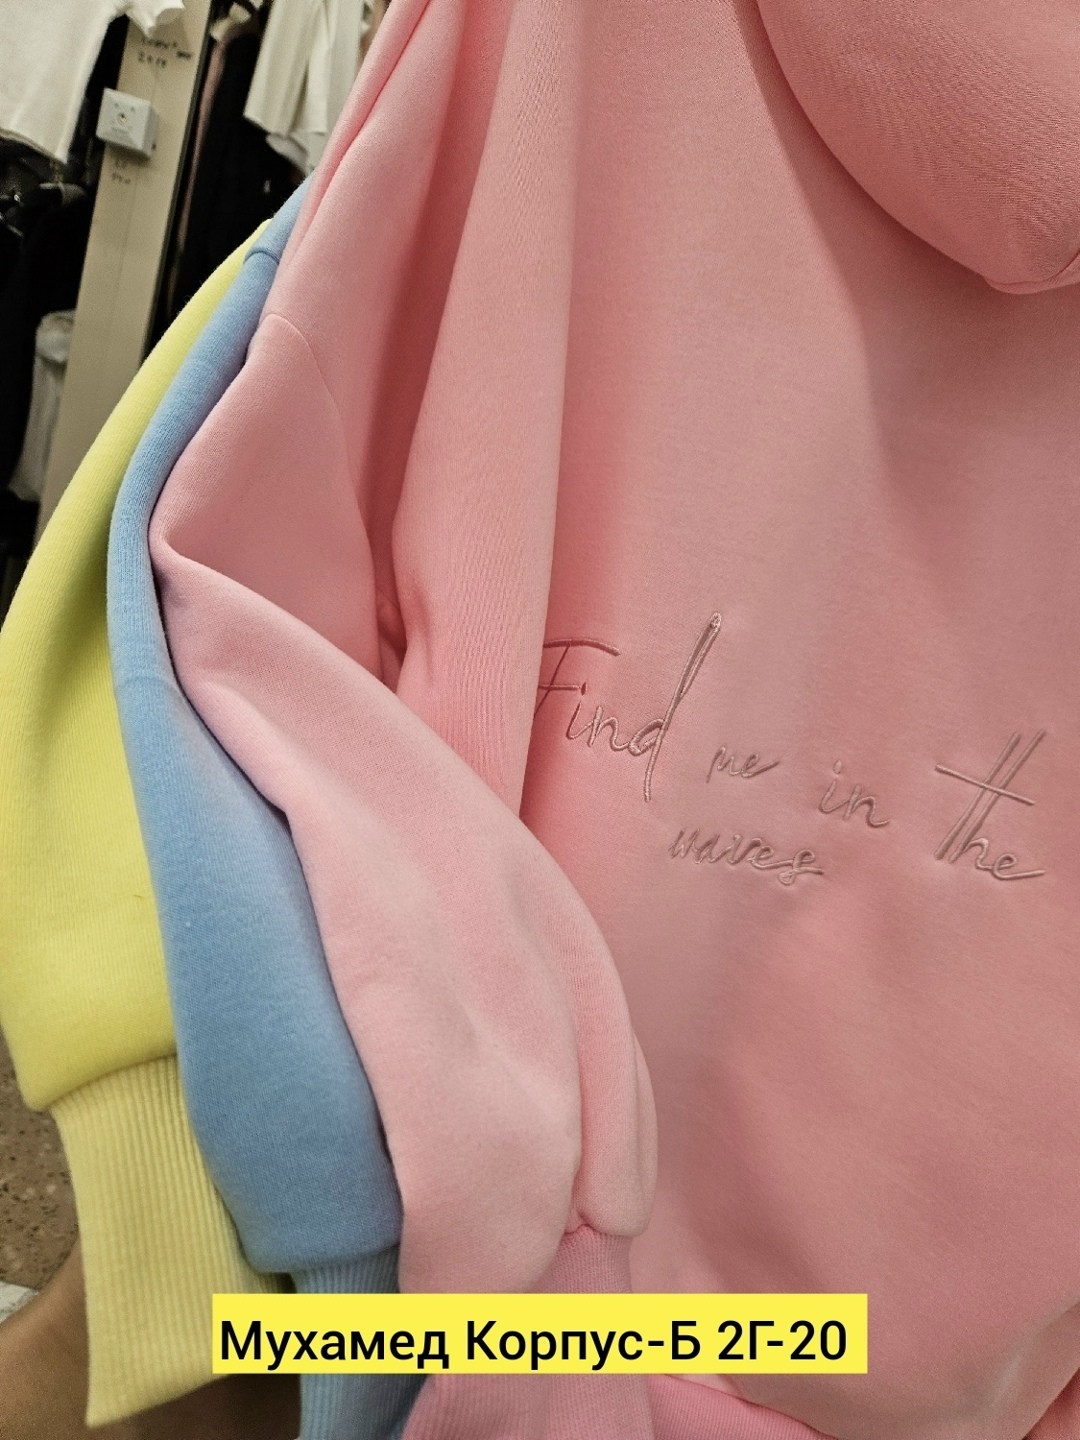 Find me in the
waves
Мухамед Корпус-Б 2Г-20